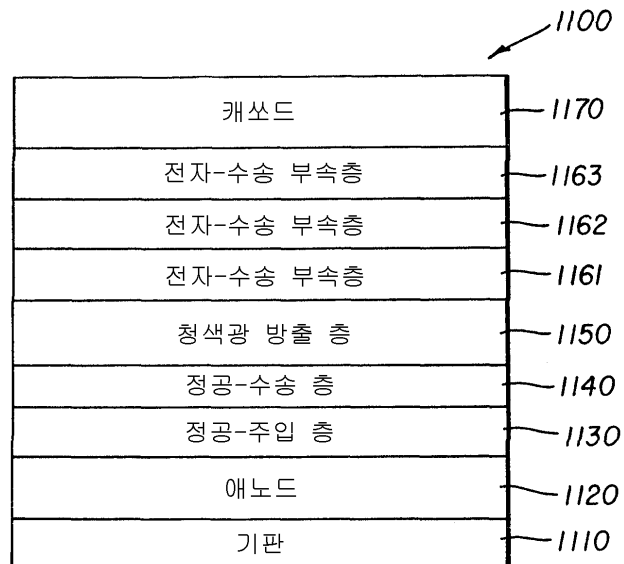 1100
캐쏘드 1170
전자-수송 부속층 1163
전자-수송 부속층 1162
전자-수송 부속층 1161
청색광 방출 층 1150
정공-수송 층 1140
정공-주입 층 1130
애노드 1120
기판 1110